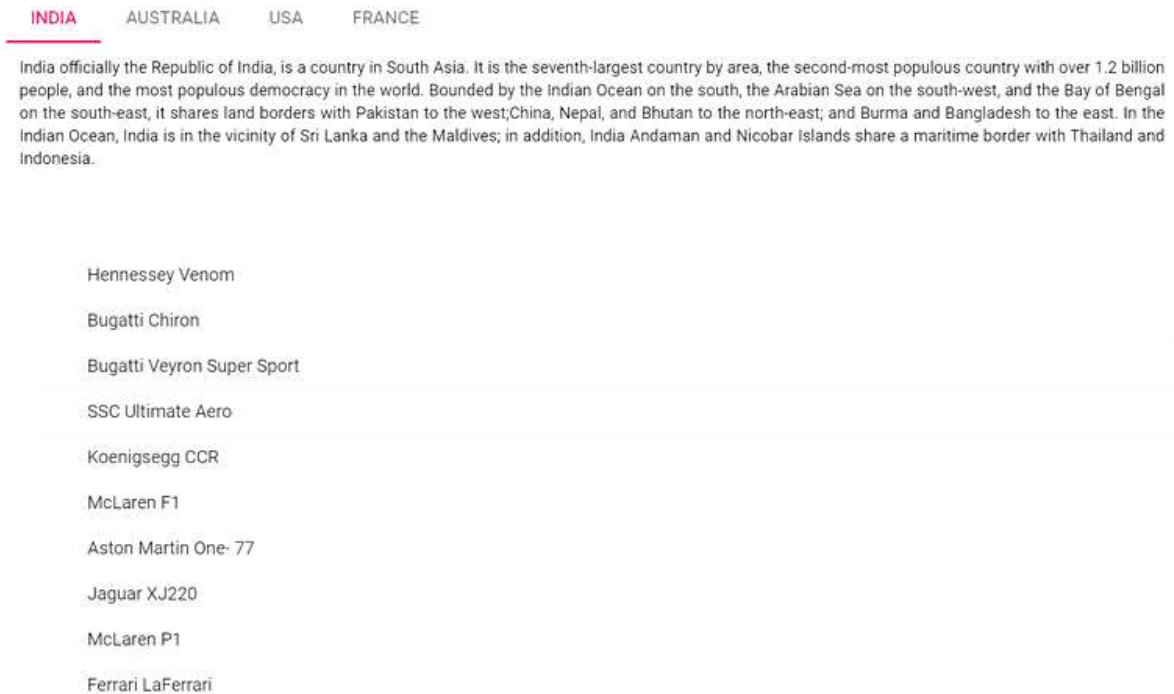 INDIA AUSTRALIA USA FRANCE
India officially the Republic of India, is a country in South Asia. It is the seventh-largest country by area, the second-most populous country with over 1.2 billion
people, and the most populous democracy in the world. Bounded by the Indian Ocean on the south, the Arabian Sea on the south-west, and the Bay of Bengal
on the south-east, it shares land borders with Pakistan to the west;China, Nepal, and Bhutan to the north-east; and Burma and Bangladesh to the east. In the
Indian Ocean, India is in the vicinity of Sri Lanka and the Maldives; in addition, India Andaman and Nicobar Islands share a maritime border with Thailand and
Indonesia.
Hennessey Venom
Bugatti Chiron
Bugatti Veyron Super Sport
SSC Ultimate Aero
Koenigsegg CCR
McLaren F1
Aston Martin One- 77
Jaguar XJ220
McLaren P1
Ferrari LaFerrari